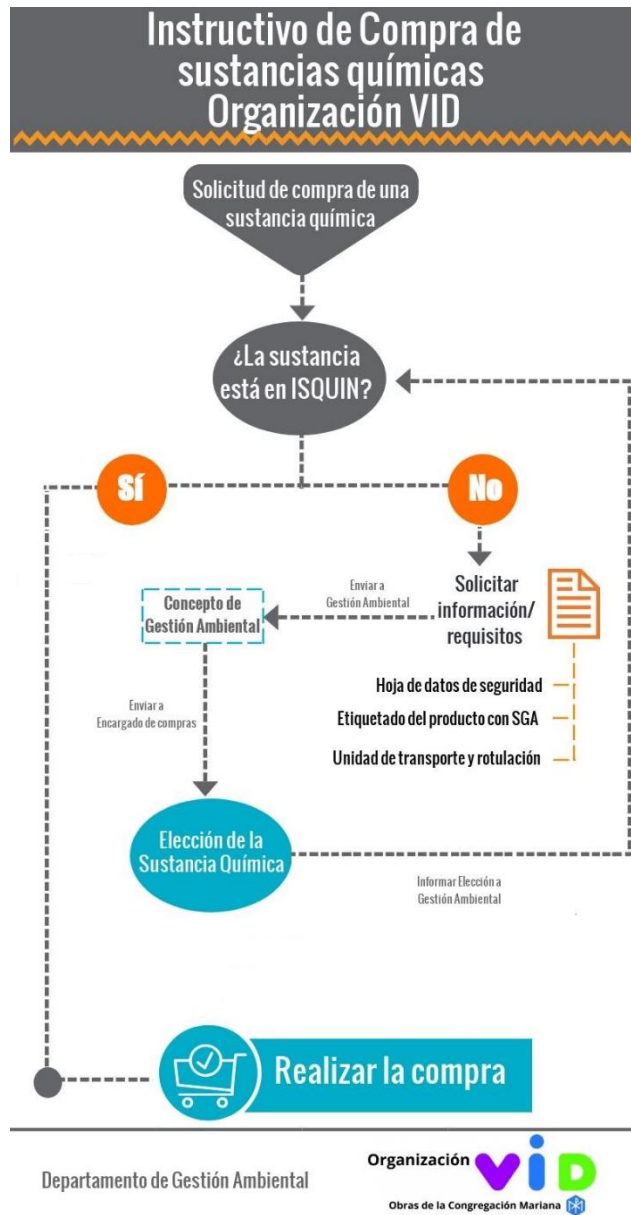 Instructivo de Compra de
sustancias químicas
Organización VID
Solicitud de compra de una
sustancia química
¿La sustancia
está en ISQUIN?
Sí
No
Solicitar
información/
requisitos
Enviar a
Gestión Ambiental
Concepto de
Gestión Ambiental
Hoja de datos de seguridad
Etiquetado del producto con SGA
Unidad de transporte y rotulación
Enviar a
Encargado de compras
Elección de la
Sustancia Química
Informar Elección a
Gestión Ambiental
Realizar la compra
Departamento de Gestión Ambiental
Organización
VID
Obras de la Congregación Mariana